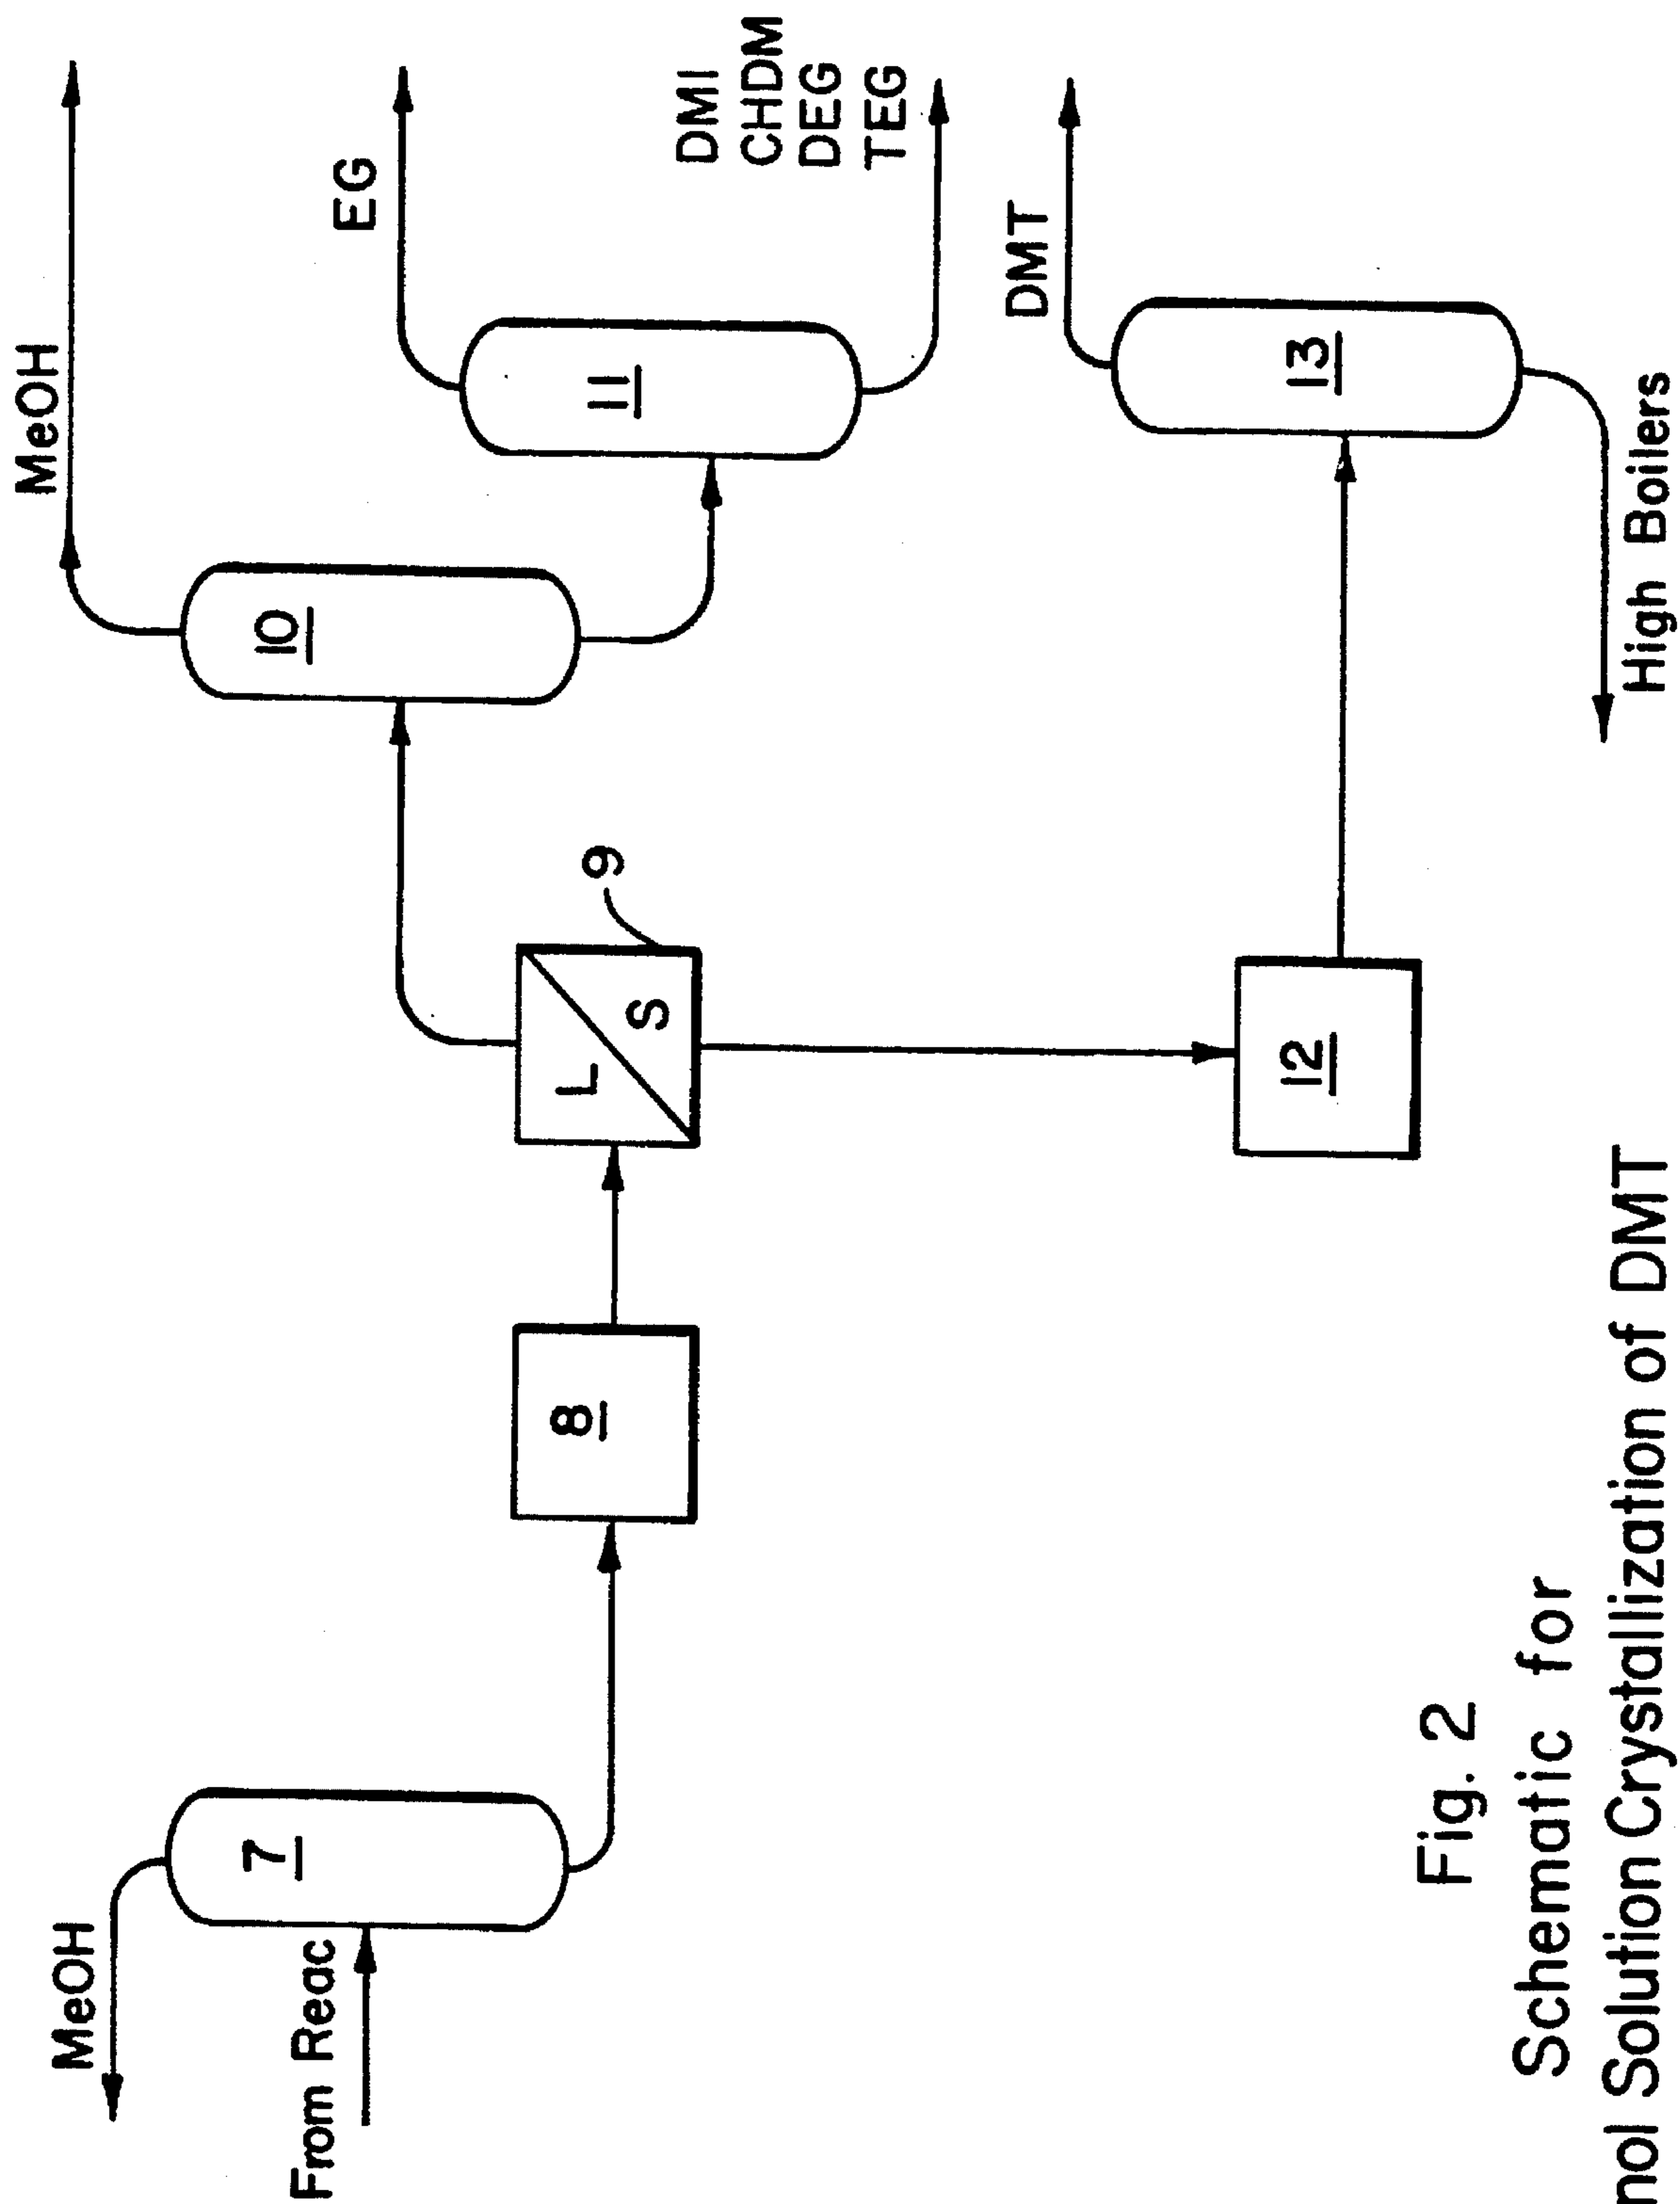 MeOH
From Reac
7
8
L
S
9
10
MeOH
11
EG
DMI
CHDM
DEG
TEG
12
13
DMT
High Boilers
Fig. 2
Schematic for
Solution Crystallization of DMT